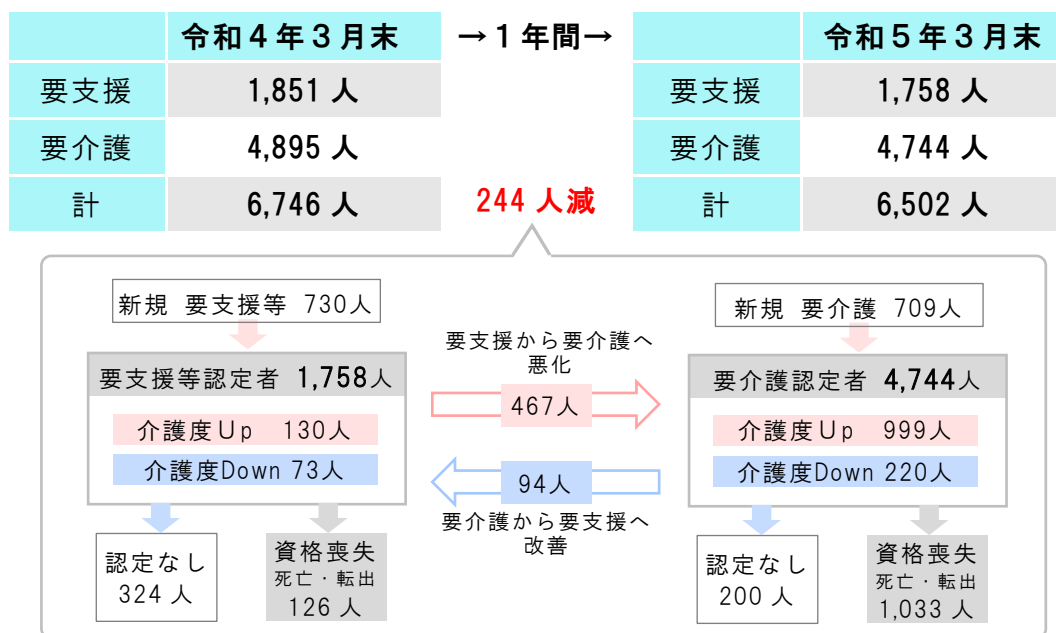 令和４年３月末 →１年間→ 令和５年３月末
要支援 1,851 人 要支援 1,758 人
要介護 4,895 人 要介護 4,744 人
計 6,746 人 244 人減 計 6,502 人
新規 要支援等 730人
新規 要介護 709人
要支援から要介護へ
悪化
467人
94人
要介護から要支援へ
改善
要支援等認定者 1,758人
介護度Ｕｐ 130人
介護度Down 73人
認定なし
324 人
資格喪失
死亡・転出
126 人
要介護認定者 4,744人
介護度Ｕｐ 999人
介護度Down 220人
認定なし
200 人
資格喪失
死亡・転出
1,033 人